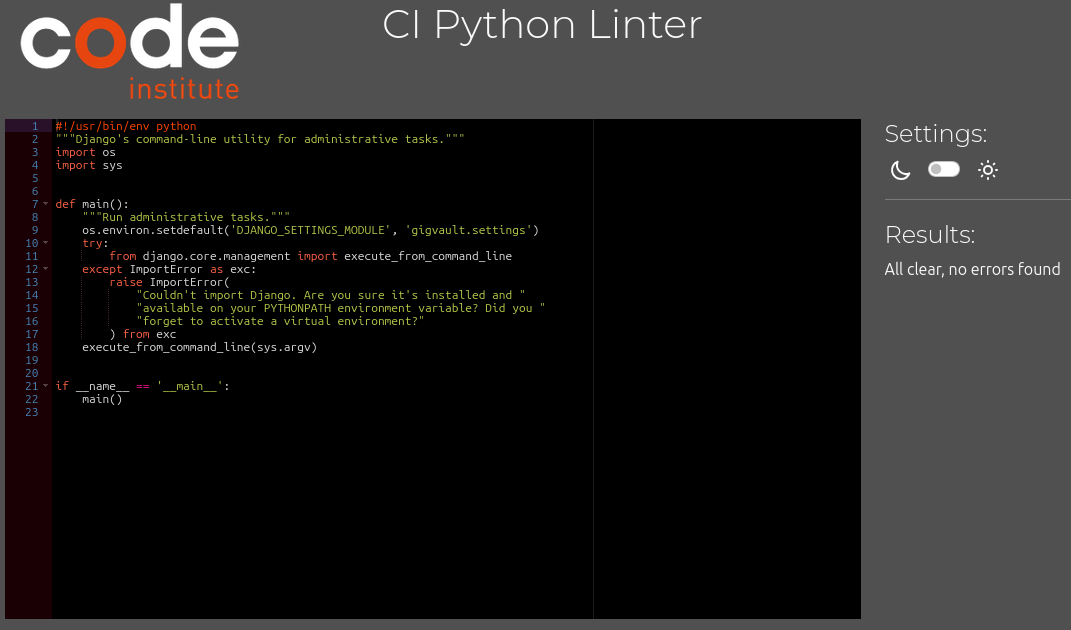 code
institute
CI Python Linter
1 #!/usr/bin/env python
2 """Django's command-line utility for administrative tasks."""
3 import os
4 import sys
5
6
7 def main():
8     """Run administrative tasks."""
9     os.environ.setdefault('DJANGO_SETTINGS_MODULE', 'gigvault.settings')
10     try:
11         from django.core.management import execute_from_command_line
12     except ImportError as exc:
13         raise ImportError(
14             "Couldn't import Django. Are you sure it's installed and "
15             "available on your PYTHONPATH environment variable? Did you "
16             "forget to activate a virtual environment?"
17         ) from exc
18     execute_from_command_line(sys.argv)
19
20
21 if __name__ == '__main__':
22     main()
23
Settings:
Results:
All clear, no errors found